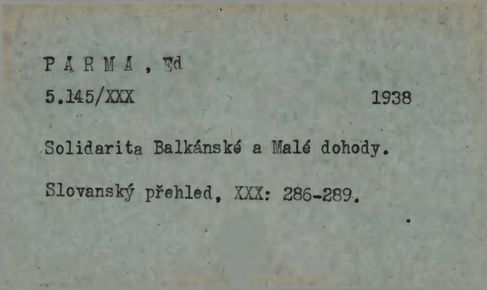 P A R M A , Ed
5.145/XXX 1938
Solidarita Balkánské a Malé dohody.
Slovanský přehled, XXX: 286-289.